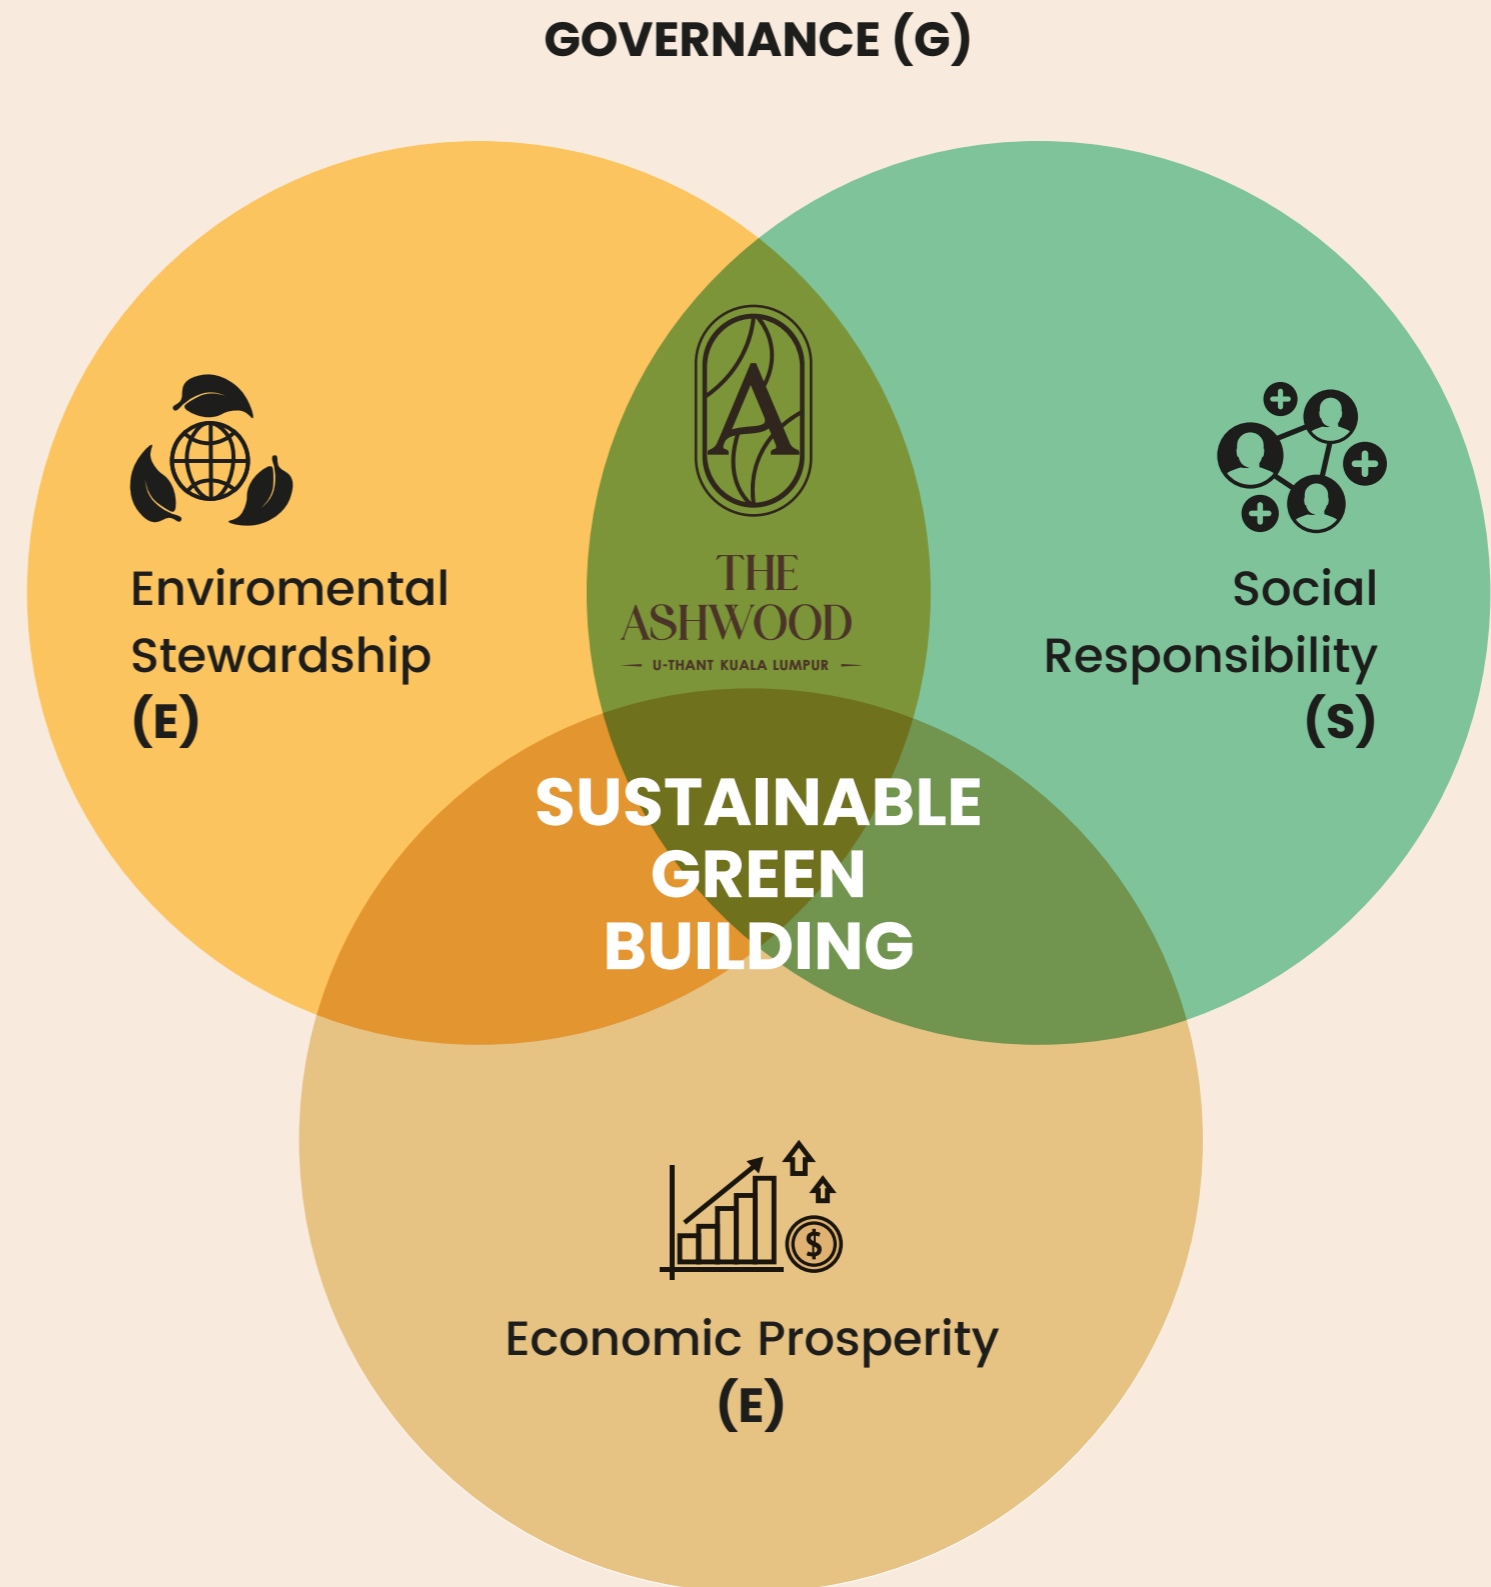 GOVERNANCE (G)
A
THE
ASHWOOD
U-THANT KUALA LUMPUR
Enviromental
Stewardship
(E)
Social
Responsibility
(S)
SUSTAINABLE
GREEN
BUILDING
$
Economic Prosperity
(E)